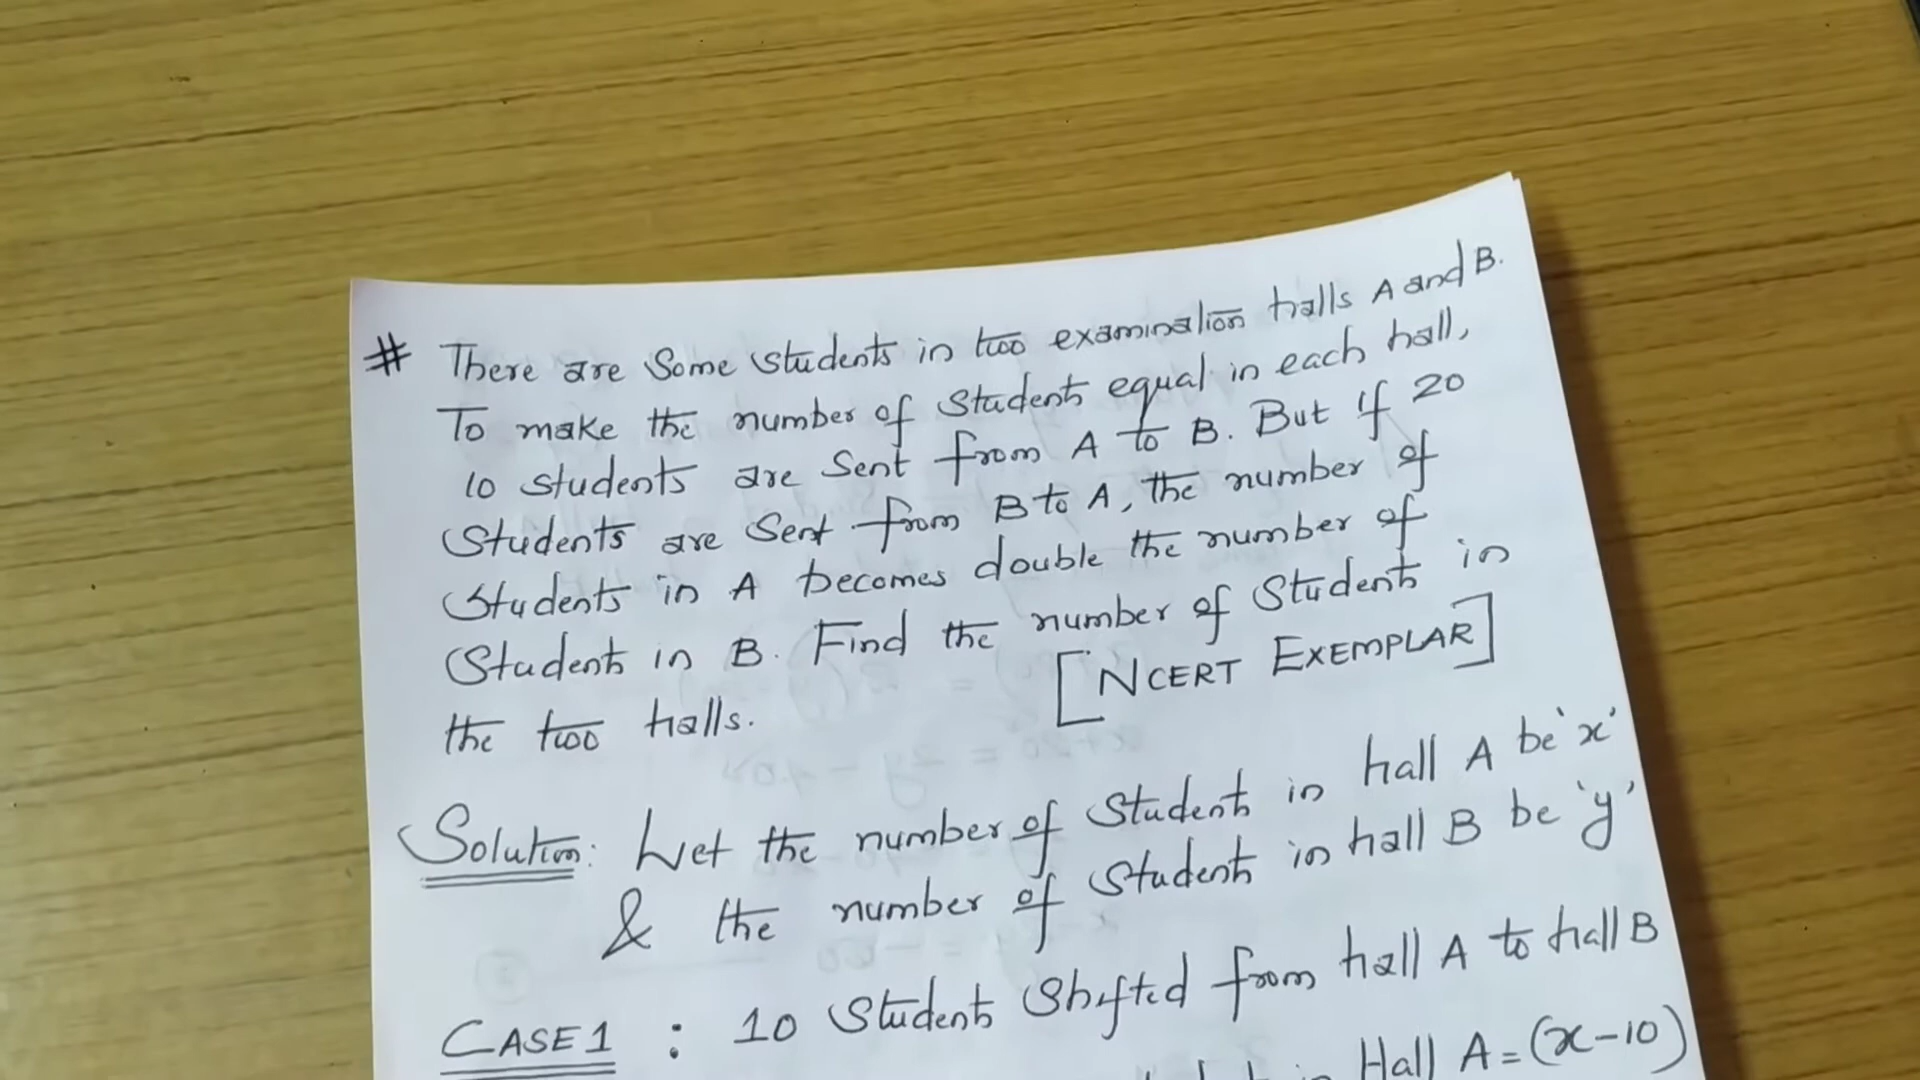 # There are Some Students in two examination halls A and B.
To make the number of Students equal in each hall,
10 students are Sent from A to B. But if 20
Students are Sent from B to A, the number of
Students in A becomes double the number of
Students in B. Find the number of Students in
the two halls. [NCERT EXEMPLAR]
Solution: Let the number of Students in hall A be 'x'
& the number of Students in hall B be 'y'
CASE 1 : 10 Students Shifted from hall A to hall B
Hall A = (x-10)